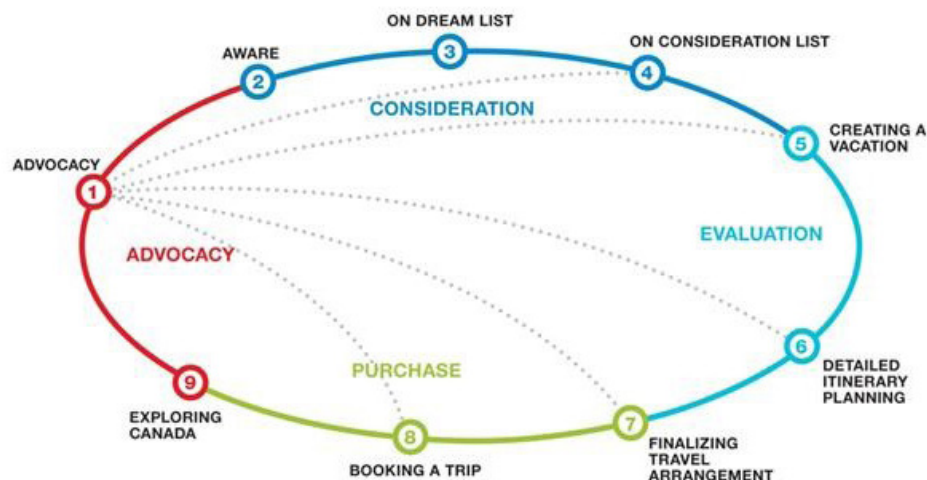 ON DREAM LIST
3
AWARE
2
ON CONSIDERATION LIST
4
CONSIDERATION
CREATING A
VACATION
5
ADVOCACY
1
EVALUATION
ADVOCACY
6
DETAILED
ITINERARY
PLANNING
PURCHASE
9
EXPLORING
CANADA
8
BOOKING A TRIP
7
FINALIZING
TRAVEL
ARRANGEMENT